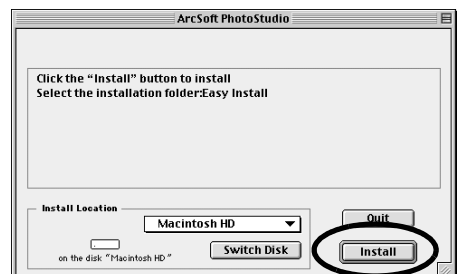 ArcSoft PhotoStudio
Click the “Install” button to install
Select the installation folder:Easy Install
Install Location
Macintosh HD
on the disk “Macintosh HD”
Switch Disk
Quit
Install